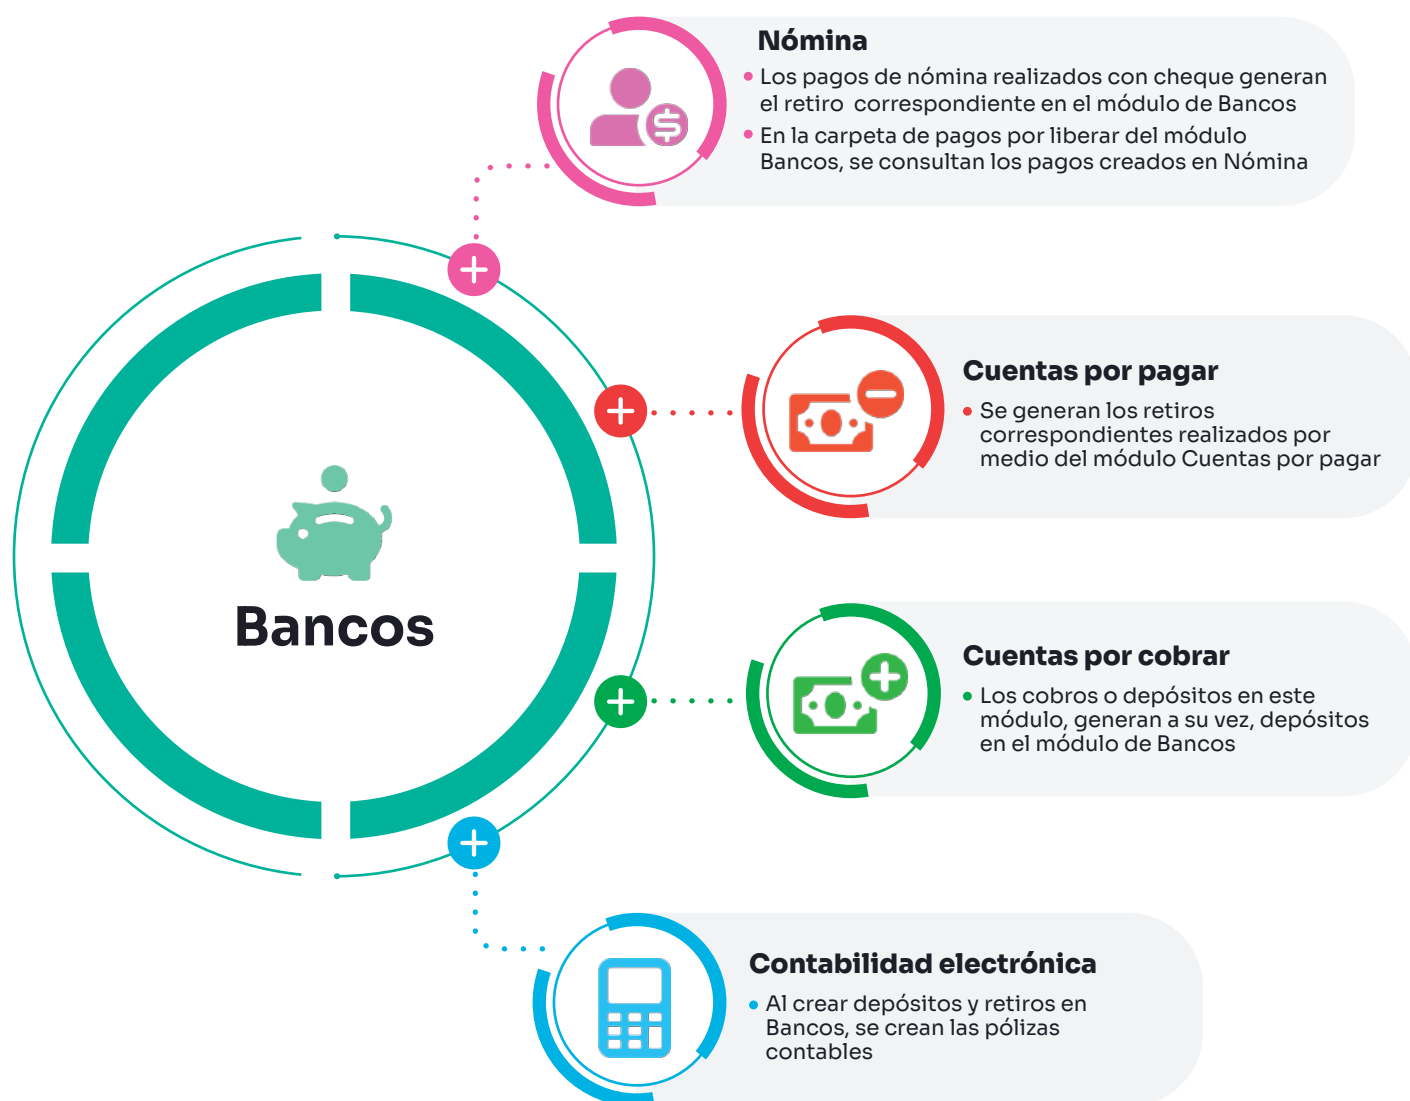 Nómina
Los pagos de nómina realizados con cheque generan
el retiro correspondiente en el módulo de Bancos
En la carpeta de pagos por liberar del módulo
Bancos, se consultan los pagos creados en Nómina
Cuentas por pagar
Se generan los retiros
correspondientes realizados por
medio del módulo Cuentas por pagar
Bancos
Cuentas por cobrar
Los cobros o depósitos en este
módulo, generan a su vez, depósitos
en el módulo de Bancos
Contabilidad electrónica
Al crear depósitos y retiros en
Bancos, se crean las pólizas
contables